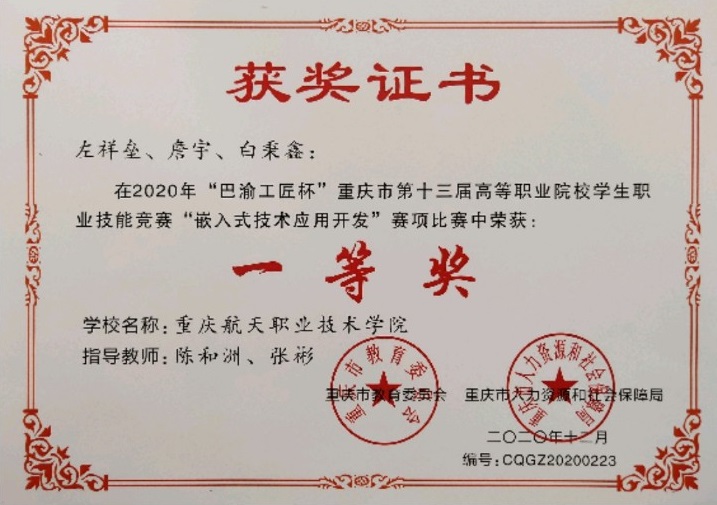 获奖证书
左祥垒、詹宇、白秉鑫:
在2020年“巴渝工匠杯”重庆市第十三届高等职业院校学生职
业技能竞赛“嵌入式技术应用开发”赛项比赛中荣获:
一等奖
学校名称:重庆航天职业技术学院
指导教师:陈和洲、张彬
重庆市教育委员会 重庆市人力资源和社会保障局
重庆市教育委员会
重庆市人力资源和社会保障局
二〇二〇年十二月
编号:CQGZ20200223